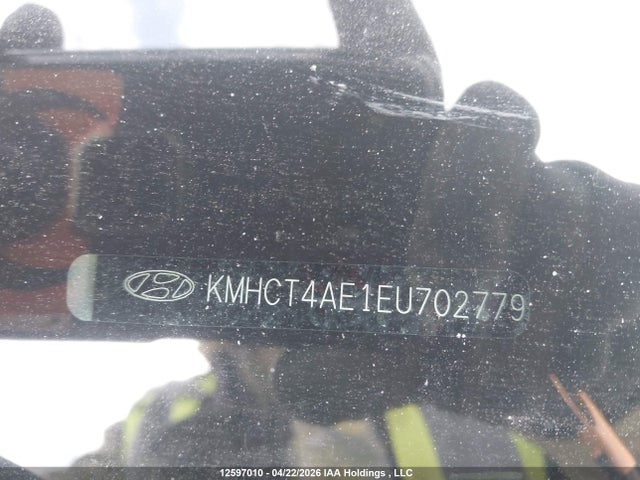 KMHCT4AE1EU702779
12597010 - 04/22/2026 IAA Holdings , LLC